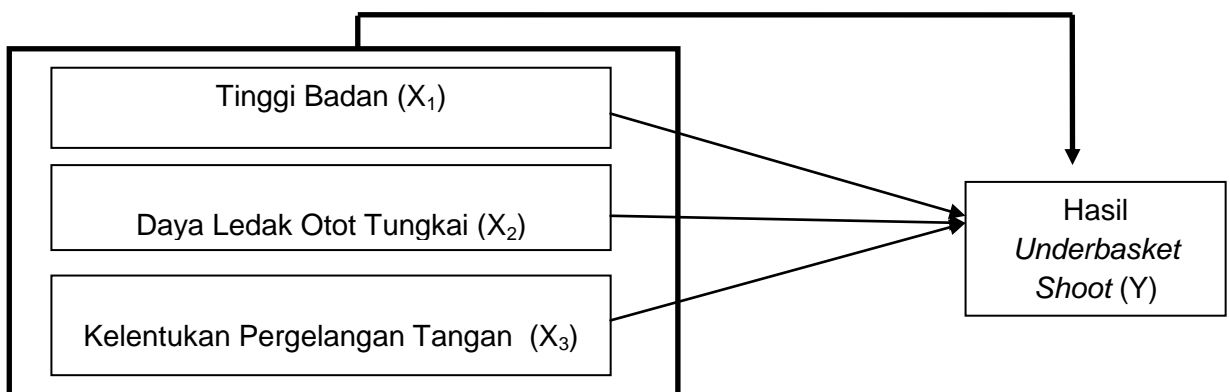 Tinggi Badan (X₁)
Daya Ledak Otot Tungkai (X₂)
Kelentukan Pergelangan Tangan (X₃)
Hasil
Underbasket
Shoot (Y)